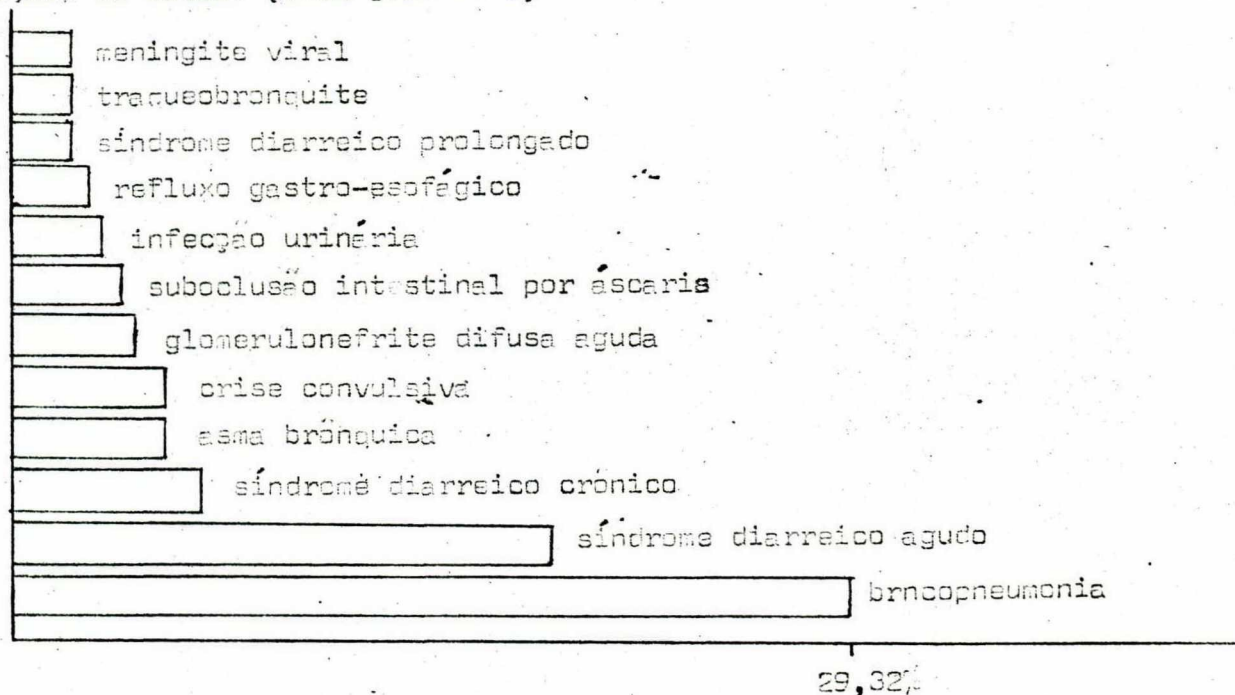 meningite viral
traqueobronquite
síndrome diarreico prolongado
refluxo gastro-esofágico
infecção urinária
suboclusão intestinal por áscaris
glomerulonefrite difusa aguda
crise convulsiva
asma brônquica
síndrome diarreico crónico
síndrome diarreico agudo
brncopneumonia
29,32%